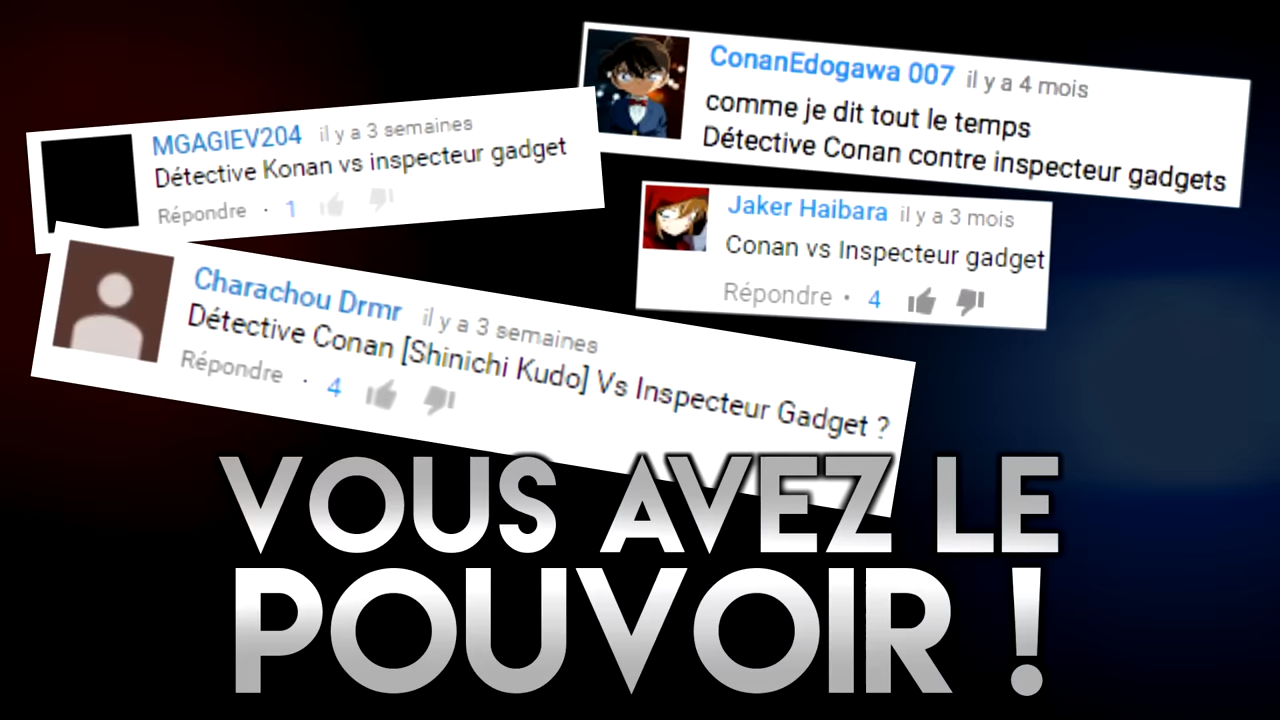 ConanEdogawa 007 il y a 4 mois
comme je dit tout le temps
Détective Conan contre inspecteur gadgets
MGAGIEV204 il y a 3 semaines
Détective Konan vs inspecteur gadget
Répondre · 1
Jaker Haibara il y a 3 mois
Conan vs Inspecteur gadget
Répondre · 4
Charachou Drmr il y a 3 semaines
Détective Conan [Shinichi Kudo] Vs Inspecteur Gadget ?
Répondre · 4
VOUS AVEZ LE
POUVOIR !